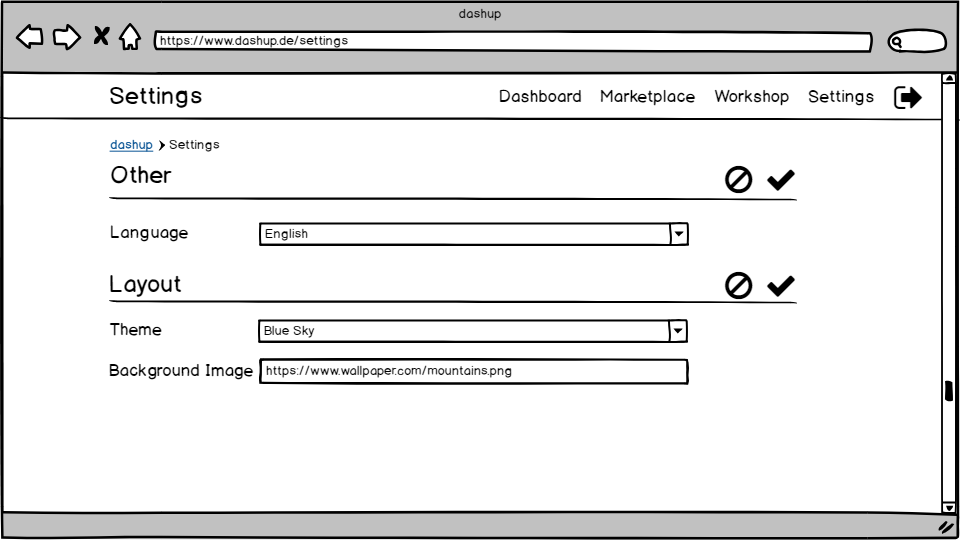 dashup
https://www.dashup.de/settings
Settings Dashboard Marketplace Workshop Settings
dashup Settings
Other
Language English
Layout
Theme Blue Sky
Background Image https://www.wallpaper.com/mountains.png